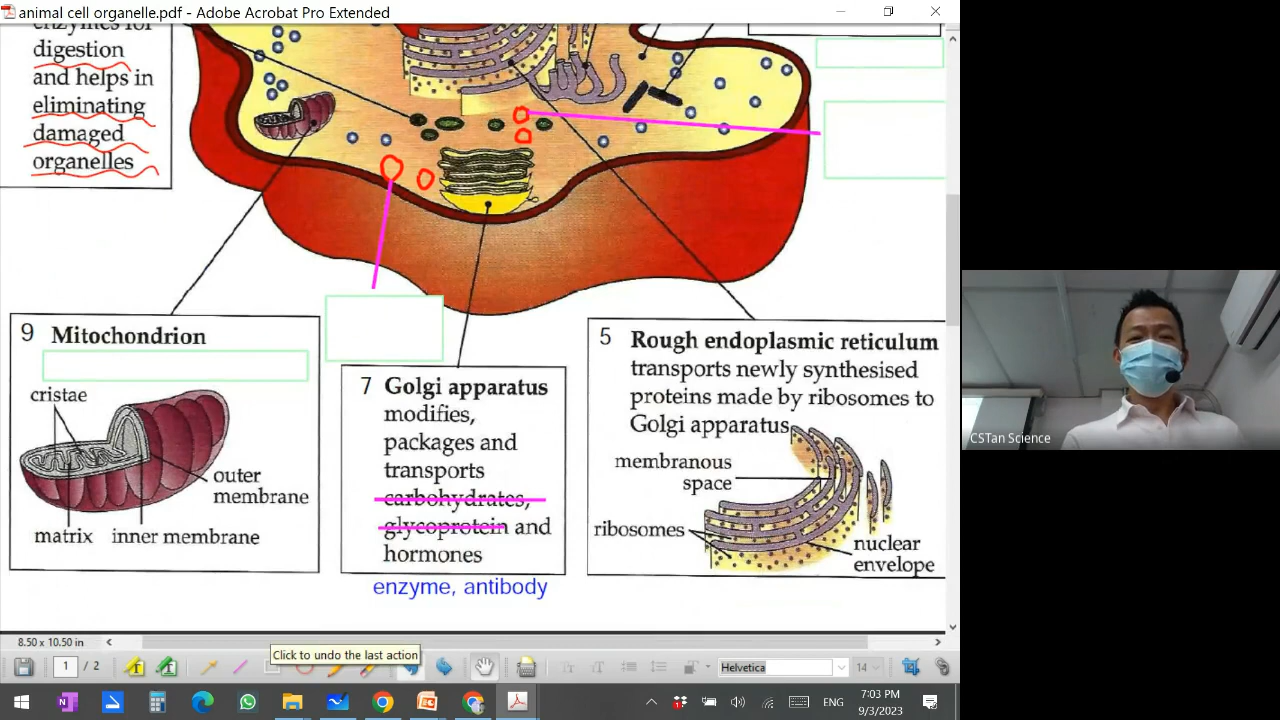 animal cell organelle.pdf - Adobe Acrobat Pro Extended
enzymes for
digestion
and helps in
eliminating
damaged
organelles
9 Mitochondrion
cristae
outer
membrane
matrix inner membrane
7 Golgi apparatus
modifies,
packages and
transports
carbohydrates,
glycoprotein and
hormones
enzyme, antibody
5 Rough endoplasmic reticulum
transports newly synthesised
proteins made by ribosomes to
Golgi apparatus
membranous
space
ribosomes
nuclear
envelope
CSTan Science
8.50 x 10.50 in
Click to undo the last action
1 / 2
Helvetica
14
ENG
7:03 PM
9/3/2023